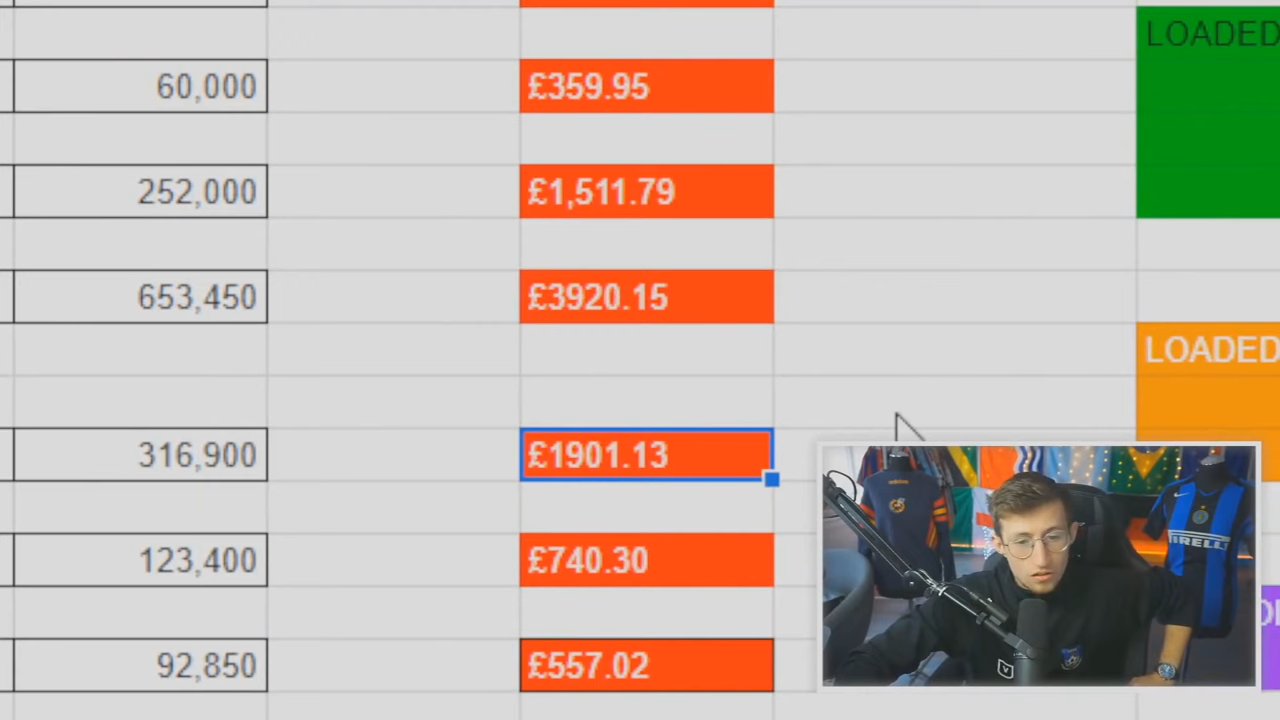 LOADED
60,000 £359.95
252,000 £1,511.79
653,450 £3920.15
LOADED
316,900 £1901.13
123,400 £740.30
92,850 £557.02
adidas
PIRELLI